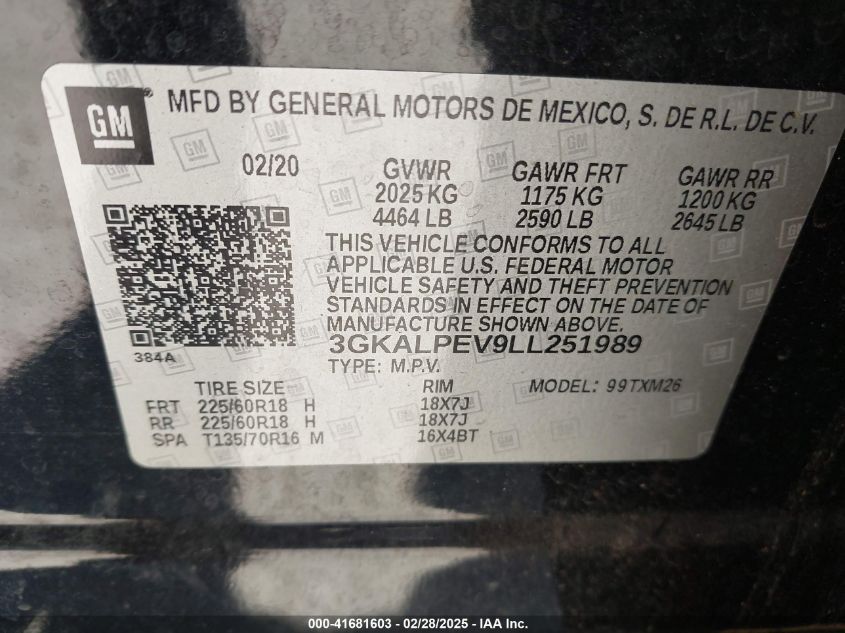 GM® MFD BY GENERAL MOTORS DE MEXICO, S. DE R.L. DE C.V.
02/20 GVWR GAWR FRT GAWR RR
2025 KG 1175 KG 1200 KG
4464 LB 2590 LB 2645 LB
THIS VEHICLE CONFORMS TO ALL
APPLICABLE U.S. FEDERAL MOTOR
VEHICLE SAFETY AND THEFT PREVENTION
STANDARDS IN EFFECT ON THE DATE OF
MANUFACTURE SHOWN ABOVE.
384A
3GKALPEV9LL251989
TYPE: M.P.V.
TIRE SIZE RIM MODEL: 99TXM26
FRT 225/60R18 H 18X7J
RR 225/60R18 H 18X7J
SPA T135/70R16 M 16X4BT
000-41681603 - 02/28/2025 - IAA Inc.